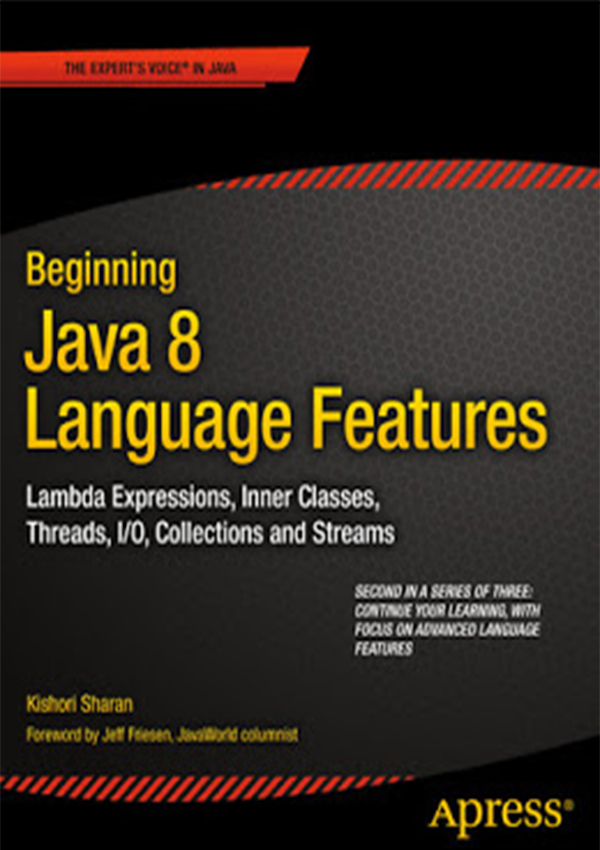 THE EXPERT'S VOICE® IN JAVA
Beginning
Java 8
Language Features
Lambda Expressions, Inner Classes,
Threads, I/O, Collections and Streams
SECOND IN A SERIES OF THREE:
CONTINUE YOUR LEARNING, WITH
FOCUS ON ADVANCED LANGUAGE
FEATURES
Kishori Sharan
Foreword by Jeff Friesen, JavaWorld columnist
Apress®